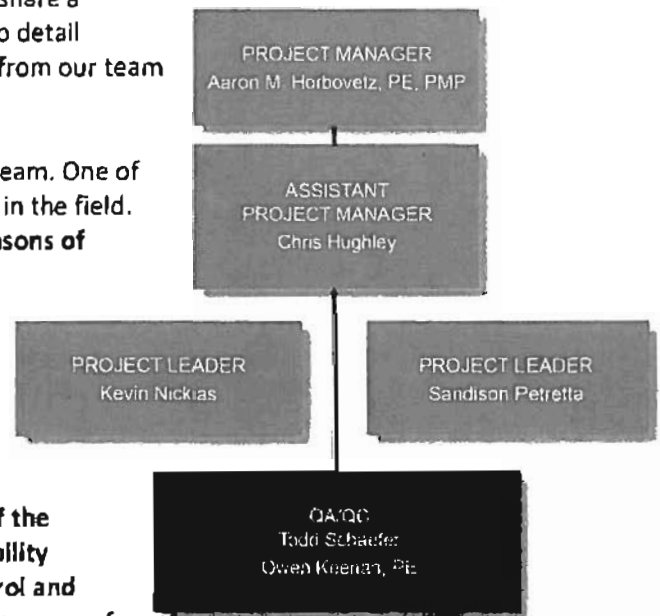 share a
o detail
from our team
eam. One of
in the field.
sons of
f the
ility
rol and
PROJECT MANAGER
Aaron M. Horbovetz, PE, PMP
ASSISTANT
PROJECT MANAGER
Chris Hughley
PROJECT LEADER
Kevin Nickias
PROJECT LEADER
Sandison Petretta
QA/QC
Todd Schaefer
Owen Keenan, PE